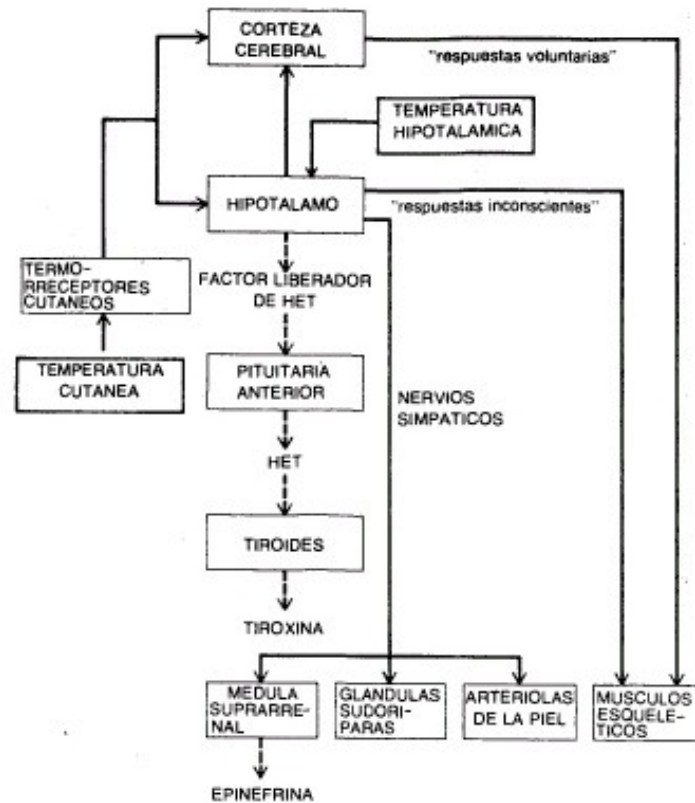 CORTEZA
CEREBRAL
"respuestas voluntarias"
TEMPERATURA
HIPOTALAMICA
HIPOTALAMO
"respuestas inconscientes"
TERMO-
RRECEPTORES
CUTANEOS
FACTOR LIBERADOR
DE HET
TEMPERATURA
CUTANEA
PITUITARIA
ANTERIOR
NERVIOS
SIMPATICOS
HET
TIROIDES
TIROXINA
MEDULA
SUPRARRE-
NAL
GLANDULAS
SUDORI-
PARAS
ARTERIOLAS
DE LA PIEL
MUSCULOS
ESQUELE-
TICOS
EPINEFRINA